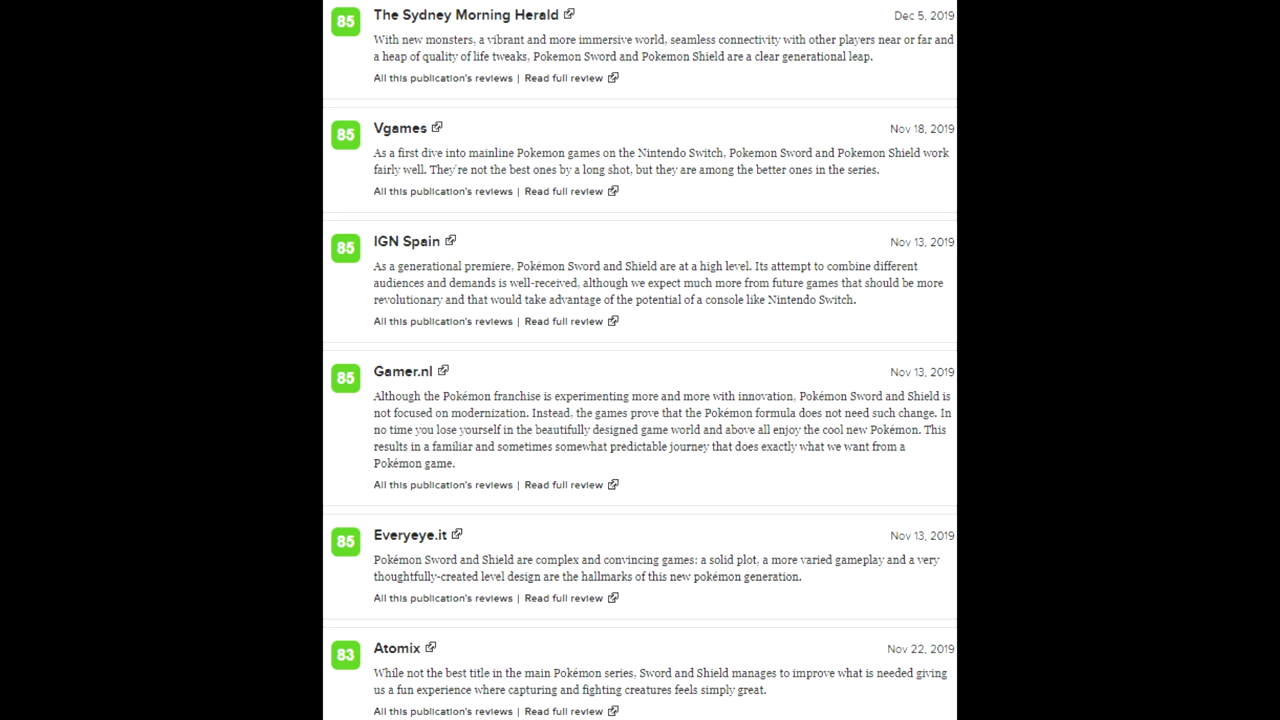 85 The Sydney Morning Herald Dec 5, 2019
With new monsters, a vibrant and more immersive world, seamless connectivity with other players near or far and
a heap of quality of life tweaks, Pokemon Sword and Pokemon Shield are a clear generational leap.
All this publication's reviews | Read full review
85 Vgames Nov 18, 2019
As a first dive into mainline Pokemon games on the Nintendo Switch, Pokemon Sword and Pokemon Shield work
fairly well. They're not the best ones by a long shot, but they are among the better ones in the series.
All this publication's reviews | Read full review
85 IGN Spain Nov 13, 2019
As a generational premiere, Pokémon Sword and Shield are at a high level. Its attempt to combine different
audiences and demands is well-received, although we expect much more from future games that should be more
revolutionary and that would take advantage of the potential of a console like Nintendo Switch.
All this publication's reviews | Read full review
85 Gamer.nl Nov 13, 2019
Although the Pokémon franchise is experimenting more and more with innovation, Pokémon Sword and Shield is
not focused on modernization. Instead, the games prove that the Pokémon formula does not need such change. In
no time you lose yourself in the beautifully designed game world and above all enjoy the cool new Pokémon. This
results in a familiar and sometimes somewhat predictable journey that does exactly what we want from a
Pokémon game.
All this publication's reviews | Read full review
85 Everyeye.it Nov 13, 2019
Pokémon Sword and Shield are complex and convincing games: a solid plot, a more varied gameplay and a very
thoughtfully-created level design are the hallmarks of this new pokémon generation.
All this publication's reviews | Read full review
83 Atomix Nov 22, 2019
While not the best title in the main Pokémon series, Sword and Shield manages to improve what is needed giving
us a fun experience where capturing and fighting creatures feels simply great.
All this publication's reviews | Read full review